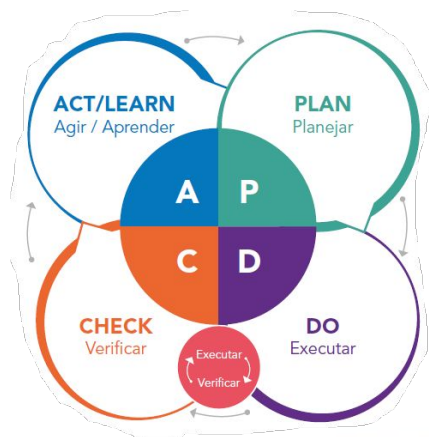 ACT/LEARN
Agir / Aprender
PLAN
Planejar
A
P
C
D
CHECK
Verificar
DO
Executar
Executar
Verificar